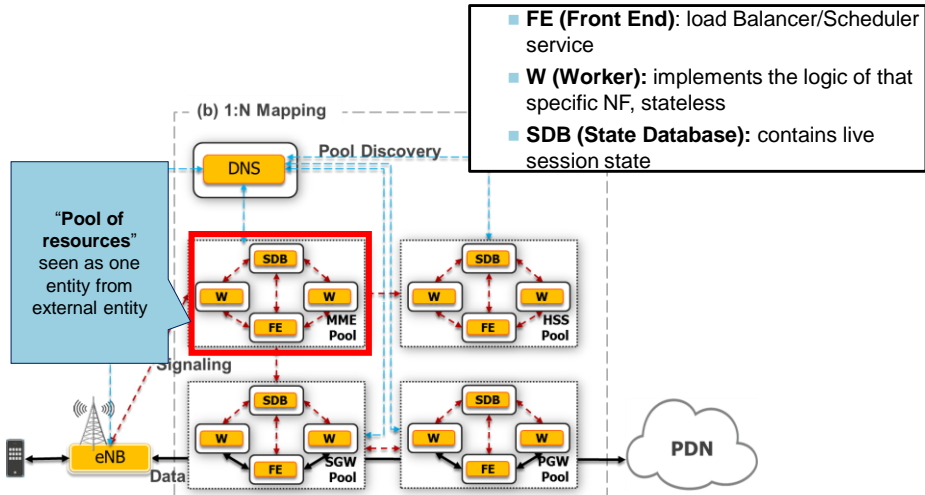 FE (Front End): load Balancer/Scheduler
service
W (Worker): implements the logic of that
specific NF, stateless
SDB (State Database): contains live
session state
(b) 1:N Mapping
Pool Discovery
DNS
“Pool of
resources”
seen as one
entity from
external entity
SDB
W
W
FE
MME
Pool
SDB
W
W
FE
HSS
Pool
Signaling
SDB
W
W
FE
SGW
Pool
SDB
W
W
FE
PGW
Pool
eNB
Data
PDN